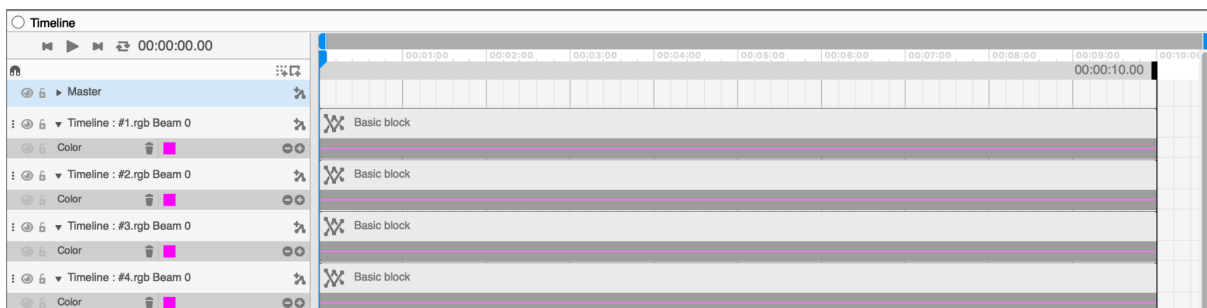 Timeline
00:00:00.00
00:01:00 00:02:00 00:03:00 00:04:00 00:05:00 00:06:00 00:07:00 00:08:00 00:09:00 00:10:0
00:00:10.00
Master
Timeline : #1.rgb Beam 0
Basic block
Color
Timeline : #2.rgb Beam 0
Basic block
Color
Timeline : #3.rgb Beam 0
Basic block
Color
Timeline : #4.rgb Beam 0
Basic block
Color